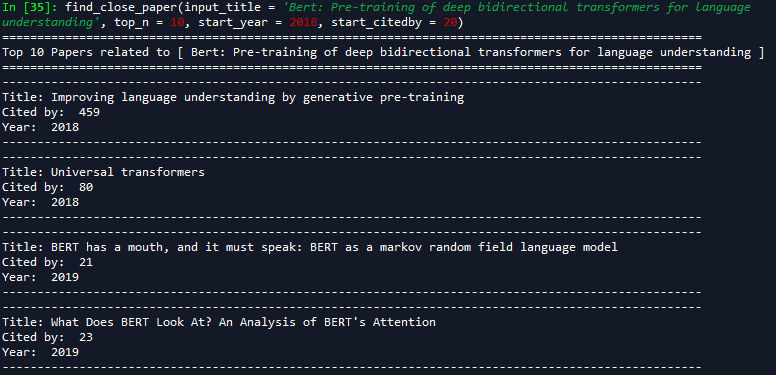 In [35]: find_close_paper(input_title = 'Bert: Pre-training of deep bidirectional transformers for language
understanding', top_n = 10, start_year = 2018, start_citedby = 20)
====================================================================================================
Top 10 Papers related to [ Bert: Pre-training of deep bidirectional transformers for language understanding ]
====================================================================================================
----------------------------------------------------------------------------------------------------
Title: Improving language understanding by generative pre-training
Cited by:  459
Year:  2018
----------------------------------------------------------------------------------------------------
----------------------------------------------------------------------------------------------------
Title: Universal transformers
Cited by:  80
Year:  2018
----------------------------------------------------------------------------------------------------
----------------------------------------------------------------------------------------------------
Title: BERT has a mouth, and it must speak: BERT as a markov random field language model
Cited by:  21
Year:  2019
----------------------------------------------------------------------------------------------------
----------------------------------------------------------------------------------------------------
Title: What Does BERT Look At? An Analysis of BERT's Attention
Cited by:  23
Year:  2019
----------------------------------------------------------------------------------------------------